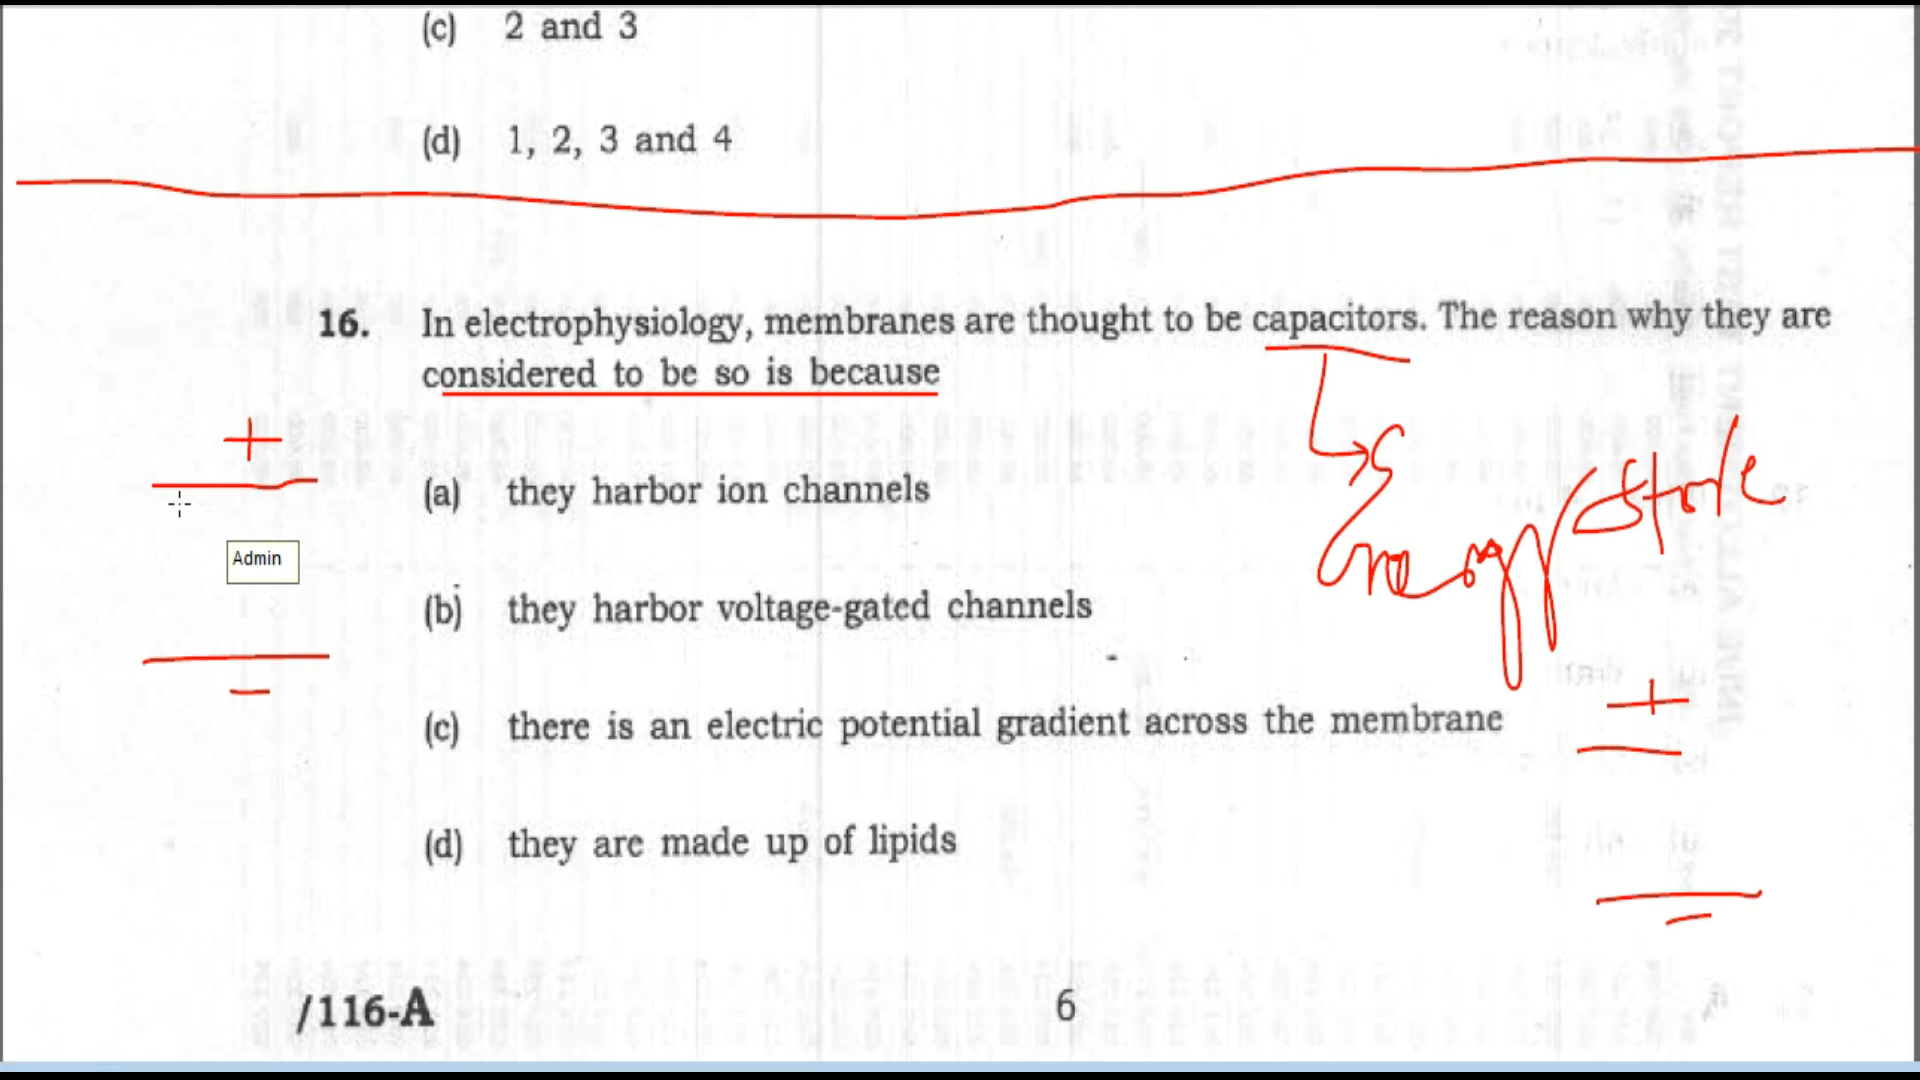 (c) 2 and 3
(d) 1, 2, 3 and 4
16. In electrophysiology, membranes are thought to be capacitors. The reason why they are
considered to be so is because
+
(a) they harbor ion channels
Energy store
Admin
(b) they harbor voltage-gated channels
−
+
(c) there is an electric potential gradient across the membrane
(d) they are made up of lipids
−
/116-A 6